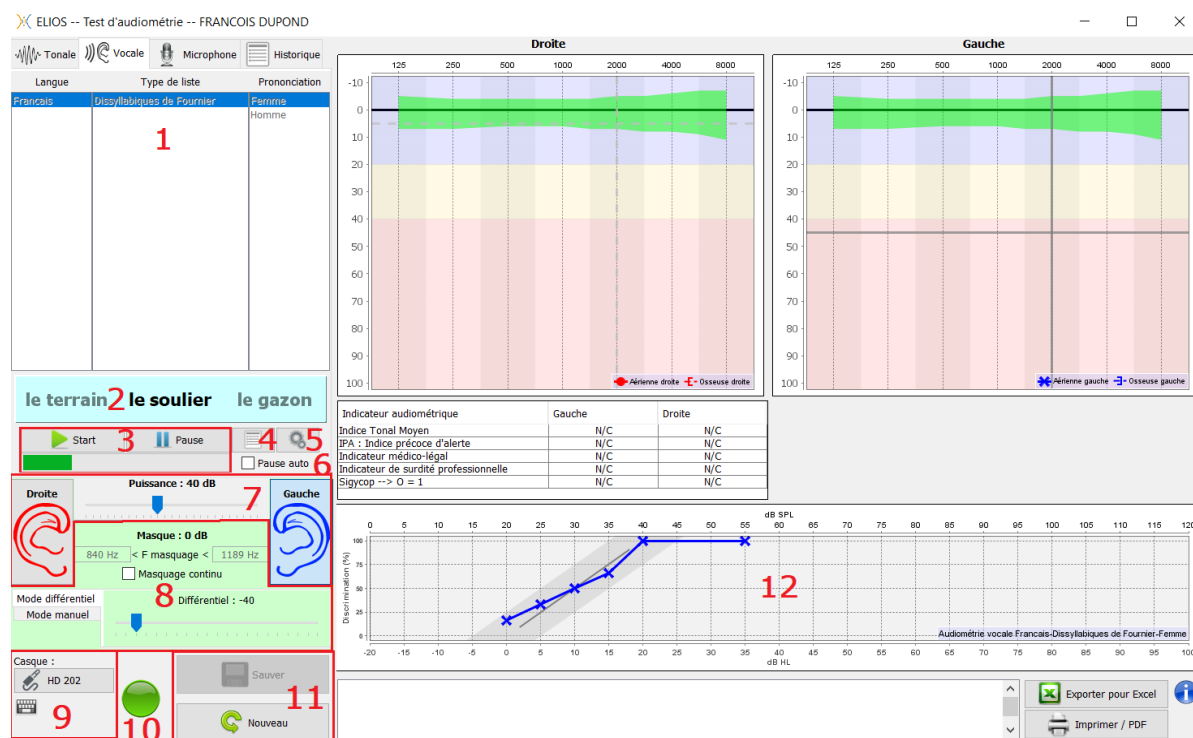 ELIOS -- Test d'audiométrie -- FRANCOIS DUPOND
Tonale Vocale Microphone Historique
Langue Type de liste Prononciation
Francais Dissyllabiques de Fournier Femme
Homme
1
le terrain 2 le soulier le gazon
Start 3 Pause 4 5
Pause auto 6
Droite Puissance : 40 dB 7 Gauche
Masque : 0 dB
840 Hz < F masquage < 1189 Hz
Masquage continu
8
Mode différentiel Différentiel : -40
Mode manuel
Casque :
HD 202
9
10
Sauver
11
Nouveau
Droite
125 250 500 1000 2000 4000 8000
-10
0
10
20
30
40
50
60
70
80
90
100
Aérienne droite Osseuse droite
Gauche
125 250 500 1000 2000 4000 8000
-10
0
10
20
30
40
50
60
70
80
90
100
Aérienne gauche Osseuse gauche
Indicateur audiométrique Gauche Droite
Indice Tonal Moyen N/C N/C
IPA : Indice précoce d'alerte N/C N/C
Indicateur médico-légal N/C N/C
Indicateur de surdité professionnelle N/C N/C
Sigycop --> O = 1 N/C N/C
dB SPL
0 5 10 15 20 25 30 35 40 45 50 55 60 65 70 75 80 85 90 95 100 105 110 115 120
Discrimination (%)
100
75
50
25
0
12
Audiométrie vocale Francais-Dissyllabiques de Fournier-Femme
-20 -15 -10 -5 0 5 10 15 20 25 30 35 40 45 50 55 60 65 70 75 80 85 90 95 100
dB HL
Exporter pour Excel
Imprimer / PDF